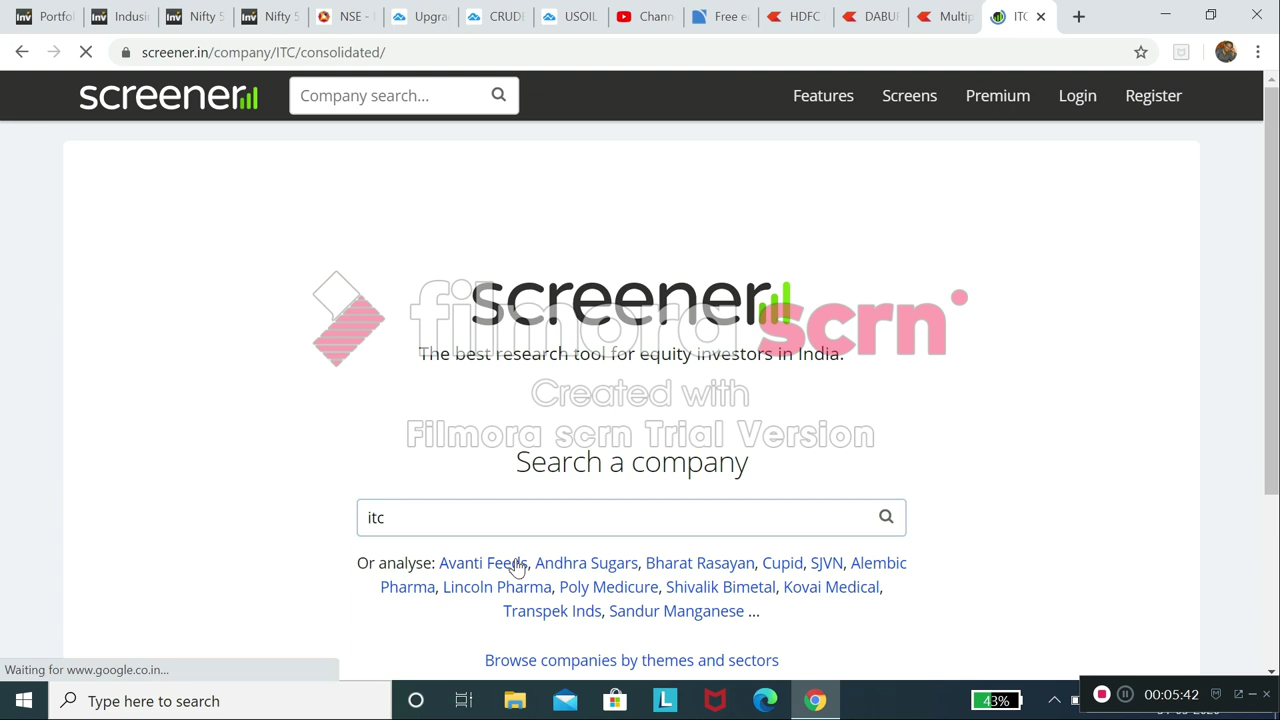 Portfo
Indusi
Nifty 5
Nifty 5
NSE -
Upgra
CRUDE
USOIL
Chann
Free e
HDFC
DABU
Multip
ITC
screener.in/company/ITC/consolidated/
screener
Company search...
Features
Screens
Premium
Login
Register
screener
filmora scrn
The best research tool for equity investors in India.
Created with
Filmora scrn Trial Version
Search a company
itc
Or analyse: Avanti Feeds, Andhra Sugars, Bharat Rasayan, Cupid, SJVN, Alembic
Pharma, Lincoln Pharma, Poly Medicure, Shivalik Bimetal, Kovai Medical,
Transpek Inds, Sandur Manganese ...
Browse companies by themes and sectors
Waiting for www.google.co.in...
Type here to search
43%
00:05:42